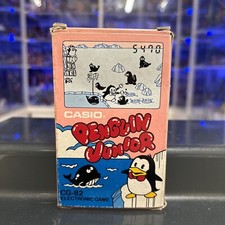 5470
CASIO
PENGUIN
JUNIOR
CG-82
ELECTRONIC GAME